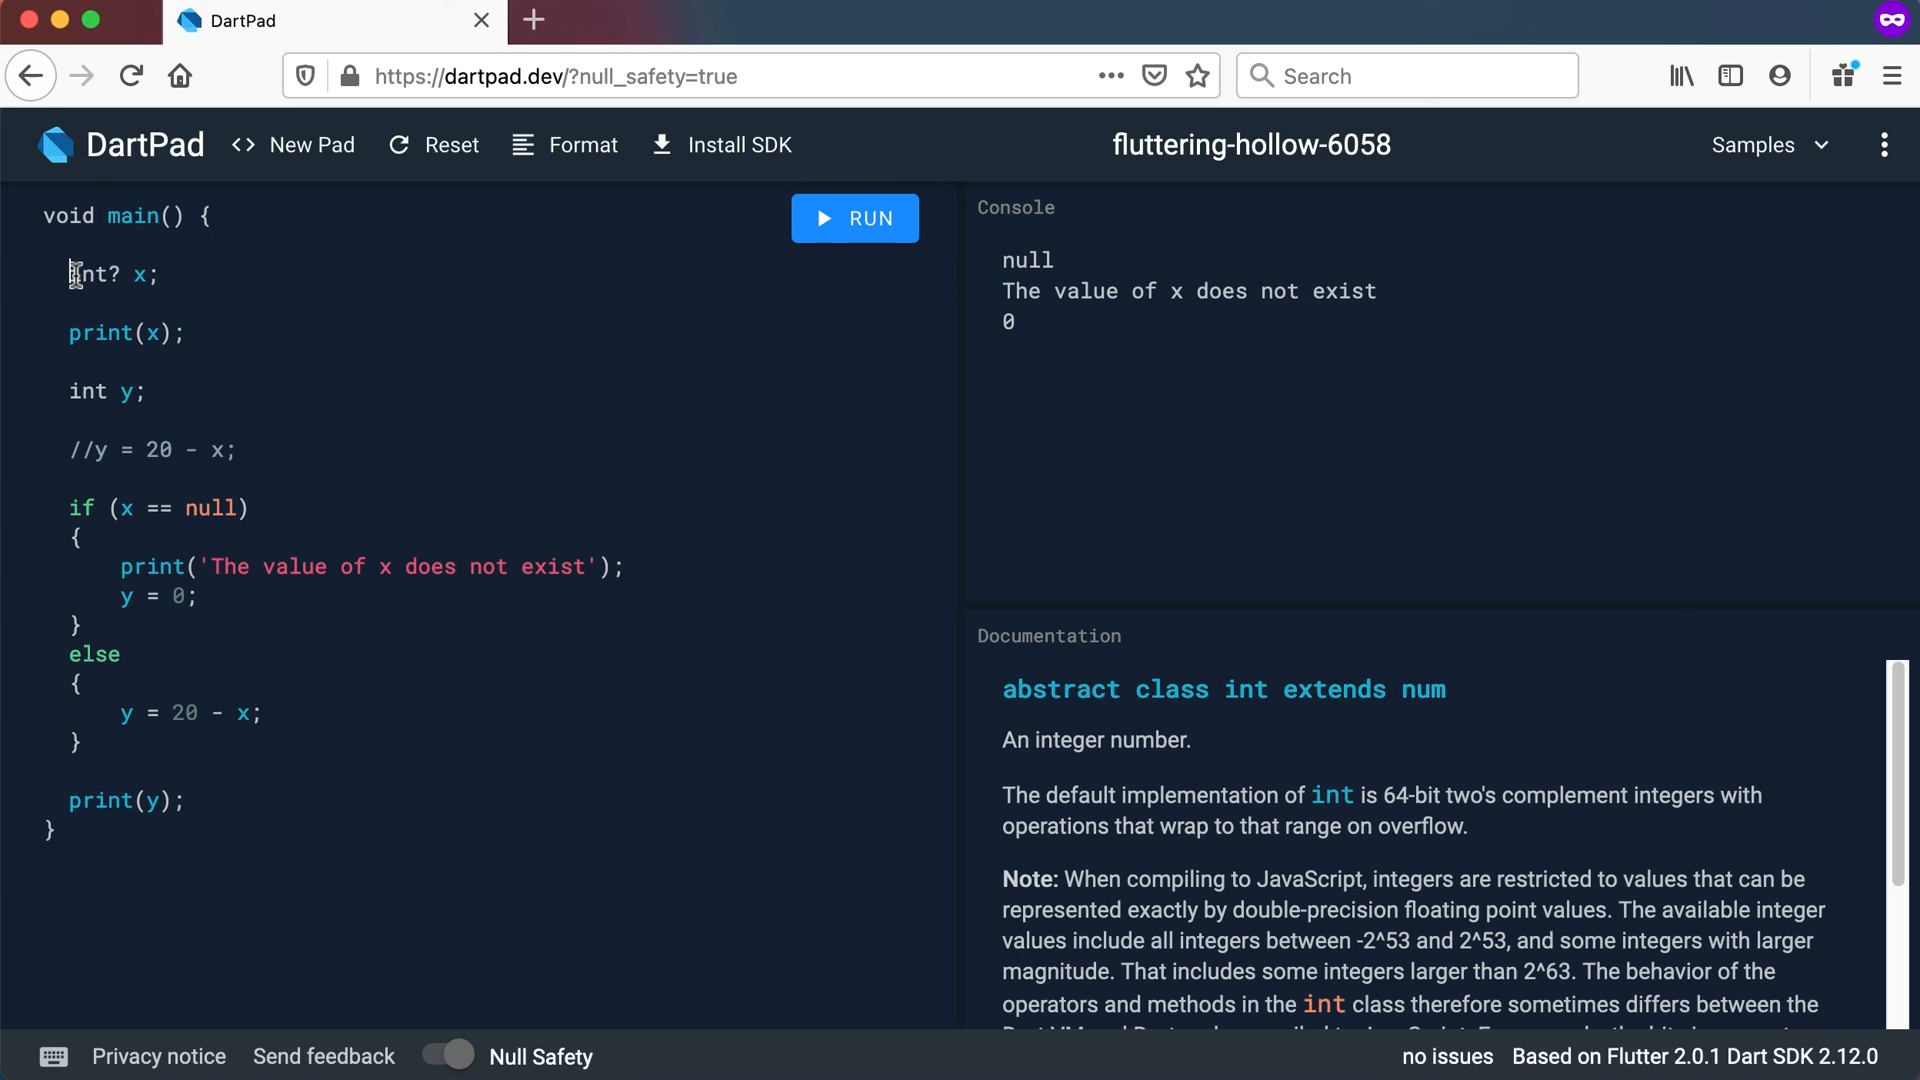 DartPad
https://dartpad.dev/?null_safety=true
Search
DartPad
New Pad
Reset
Format
Install SDK
fluttering-hollow-6058
Samples
void main() {
int? x;
print(x);
int y;
//y = 20 - x;
if (x == null)
{
print('The value of x does not exist');
y = 0;
}
else
{
y = 20 - x;
}
print(y);
}
RUN
Console
null
The value of x does not exist
0
Documentation
abstract class int extends num
An integer number.
The default implementation of int is 64-bit two's complement integers with
operations that wrap to that range on overflow.
Note: When compiling to JavaScript, integers are restricted to values that can be
represented exactly by double-precision floating point values. The available integer
values include all integers between -2^53 and 2^53, and some integers with larger
magnitude. That includes some integers larger than 2^63. The behavior of the
operators and methods in the int class therefore sometimes differs between the
Privacy notice
Send feedback
Null Safety
no issues
Based on Flutter 2.0.1 Dart SDK 2.12.0